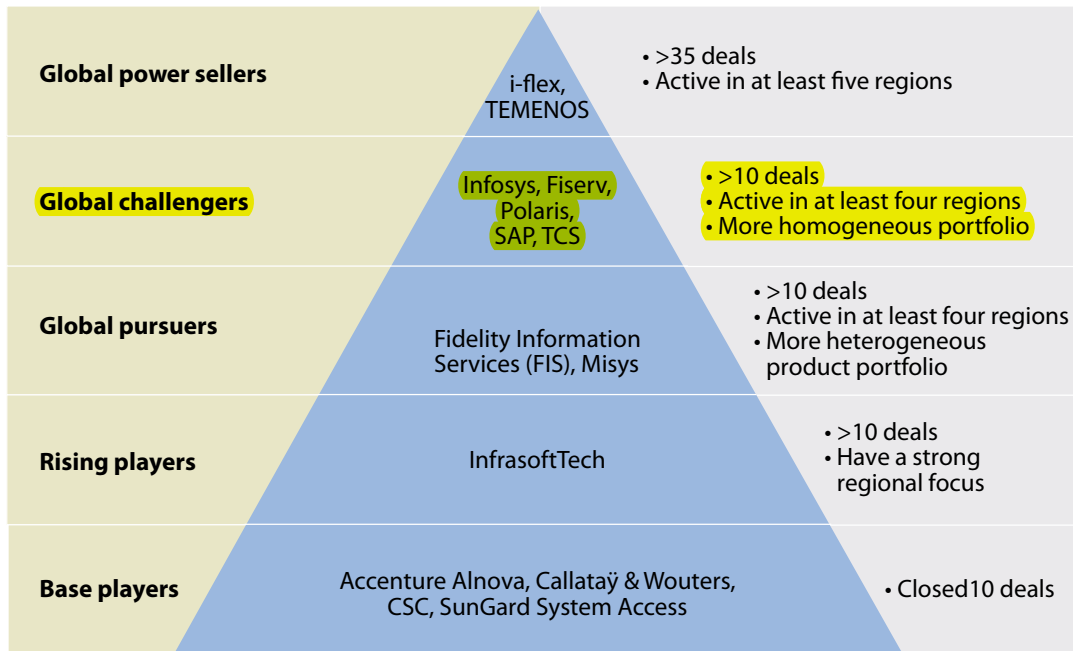 Global power sellers
i-flex,
TEMENOS
• >35 deals
• Active in at least five regions
Global challengers
Infosys, Fiserv,
Polaris,
SAP, TCS
• >10 deals
• Active in at least four regions
• More homogeneous portfolio
Global pursuers
Fidelity Information
Services (FIS), Misys
• >10 deals
• Active in at least four regions
• More heterogeneous
product portfolio
Rising players
InfrasoftTech
• >10 deals
• Have a strong
regional focus
Base players
Accenture Alnova, Callataÿ & Wouters,
CSC, SunGard System Access
• Closed10 deals